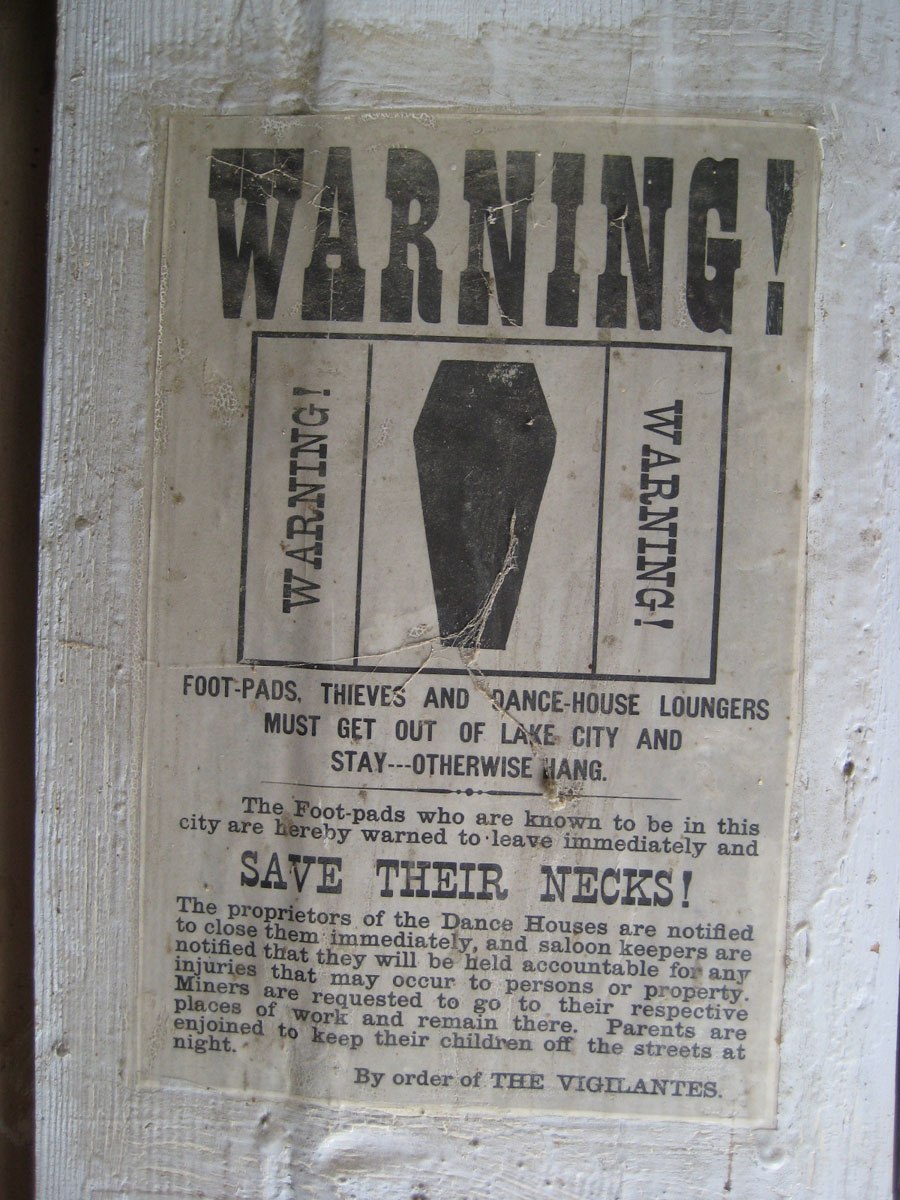 WARNING!
WARNING!
WARNING!
FOOT-PADS, THIEVES AND DANCE-HOUSE LOUNGERS
MUST GET OUT OF LAKE CITY AND
STAY---OTHERWISE HANG.
The Foot-pads who are known to be in this
city are hereby warned to leave immediately and
SAVE THEIR NECKS!
The proprietors of the Dance Houses are notified
to close them immediately, and saloon keepers are
notified that they will be held accountable for any
injuries that may occur to persons or property.
Miners are requested to go to their respective
places of work and remain there. Parents are
enjoined to keep their children off the streets at
night.
By order of THE VIGILANTES.